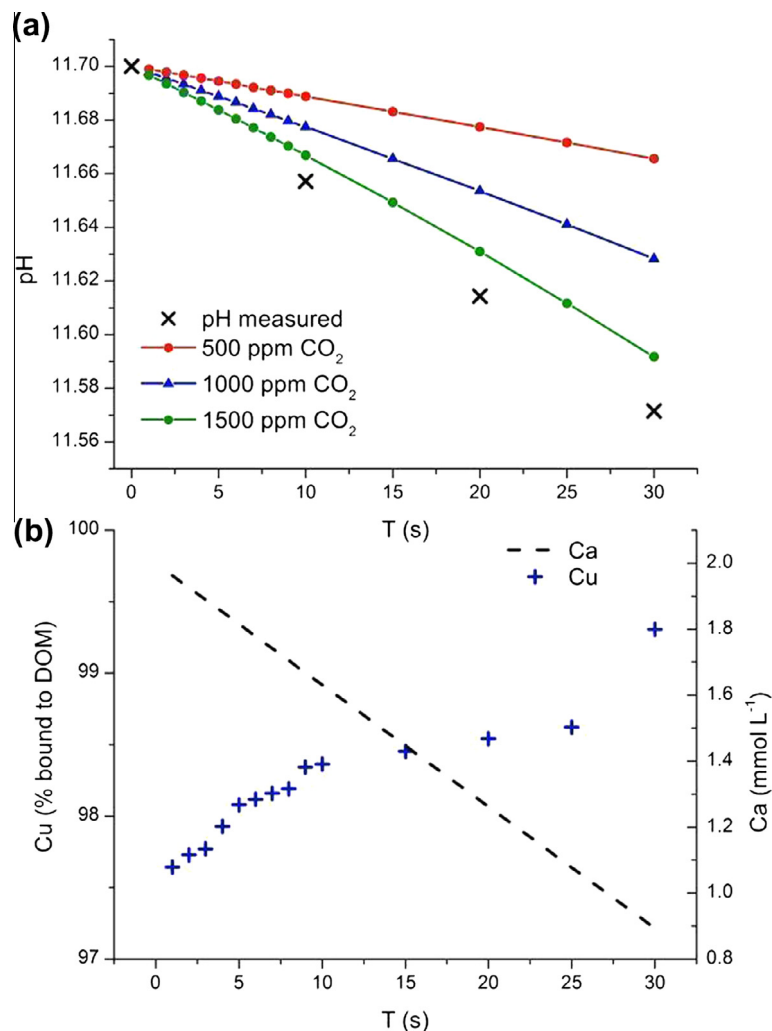 (a)
11.70
11.68
11.66
11.64
11.62
11.60
11.58
11.56
pH
pH measured
500 ppm CO₂
1000 ppm CO₂
1500 ppm CO₂
0 5 10 15 20 25 30
T (s)
(b)
100
99
98
97
Cu (% bound to DOM)
Ca
Cu
2.0
1.8
1.6
1.4
1.2
1.0
0.8
Ca (mmol L⁻¹)
0 5 10 15 20 25 30
T (s)